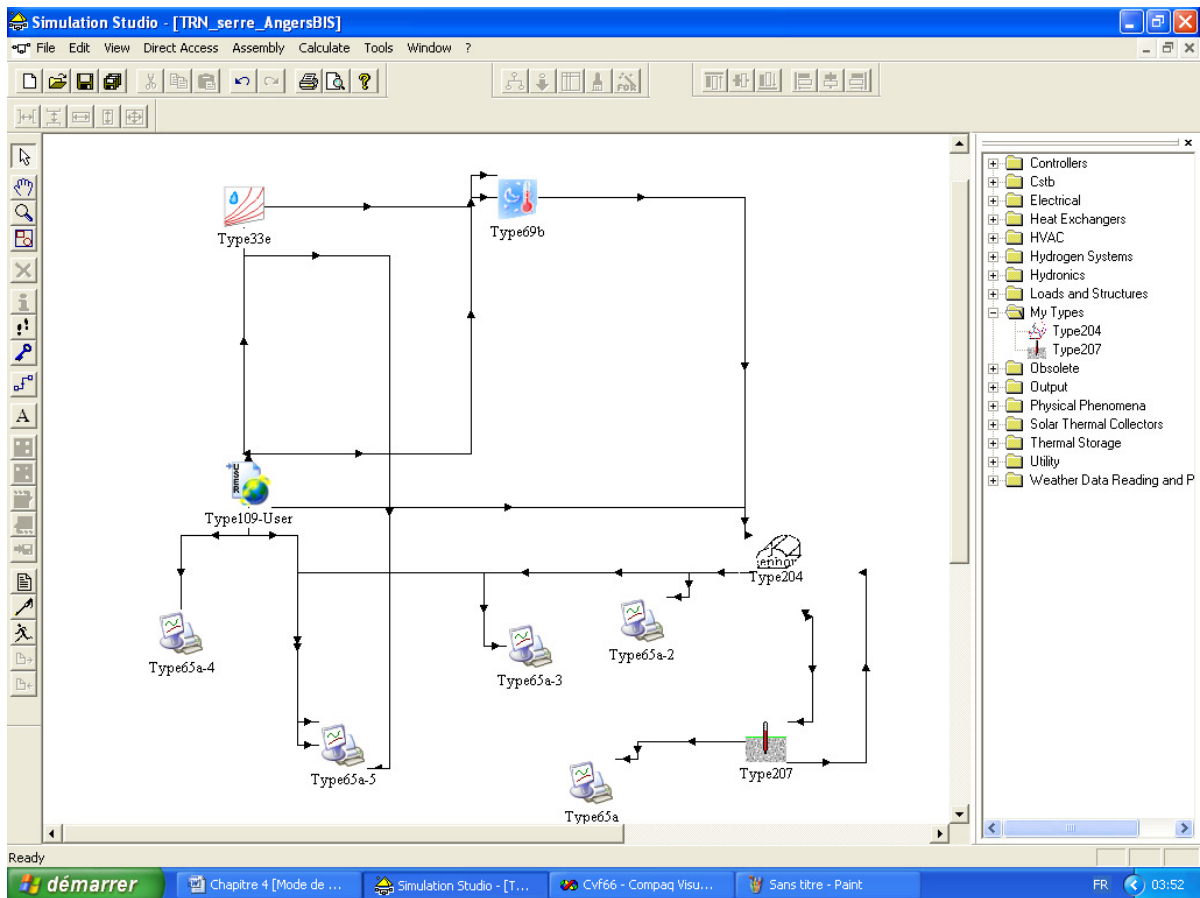 Simulation Studio - [TRN_serre_AngersBIS]
File Edit View Direct Access Assembly Calculate Tools Window ?
FOR
A
Type33e
Type69b
USER
Type109-User
Type204
Type65a-4
Type65a-3
Type65a-2
Type65a-5
Type65a
Type207
Controllers
Cstb
Electrical
Heat Exchangers
HVAC
Hydrogen Systems
Hydronics
Loads and Structures
My Types
Type204
Type207
Obsolete
Output
Physical Phenomena
Solar Thermal Collectors
Thermal Storage
Utility
Weather Data Reading and P
Ready
démarrer
Chapitre 4 [Mode de ...
Simulation Studio - [T...
Cvf66 - Compaq Visu...
Sans titre - Paint
FR
03:52